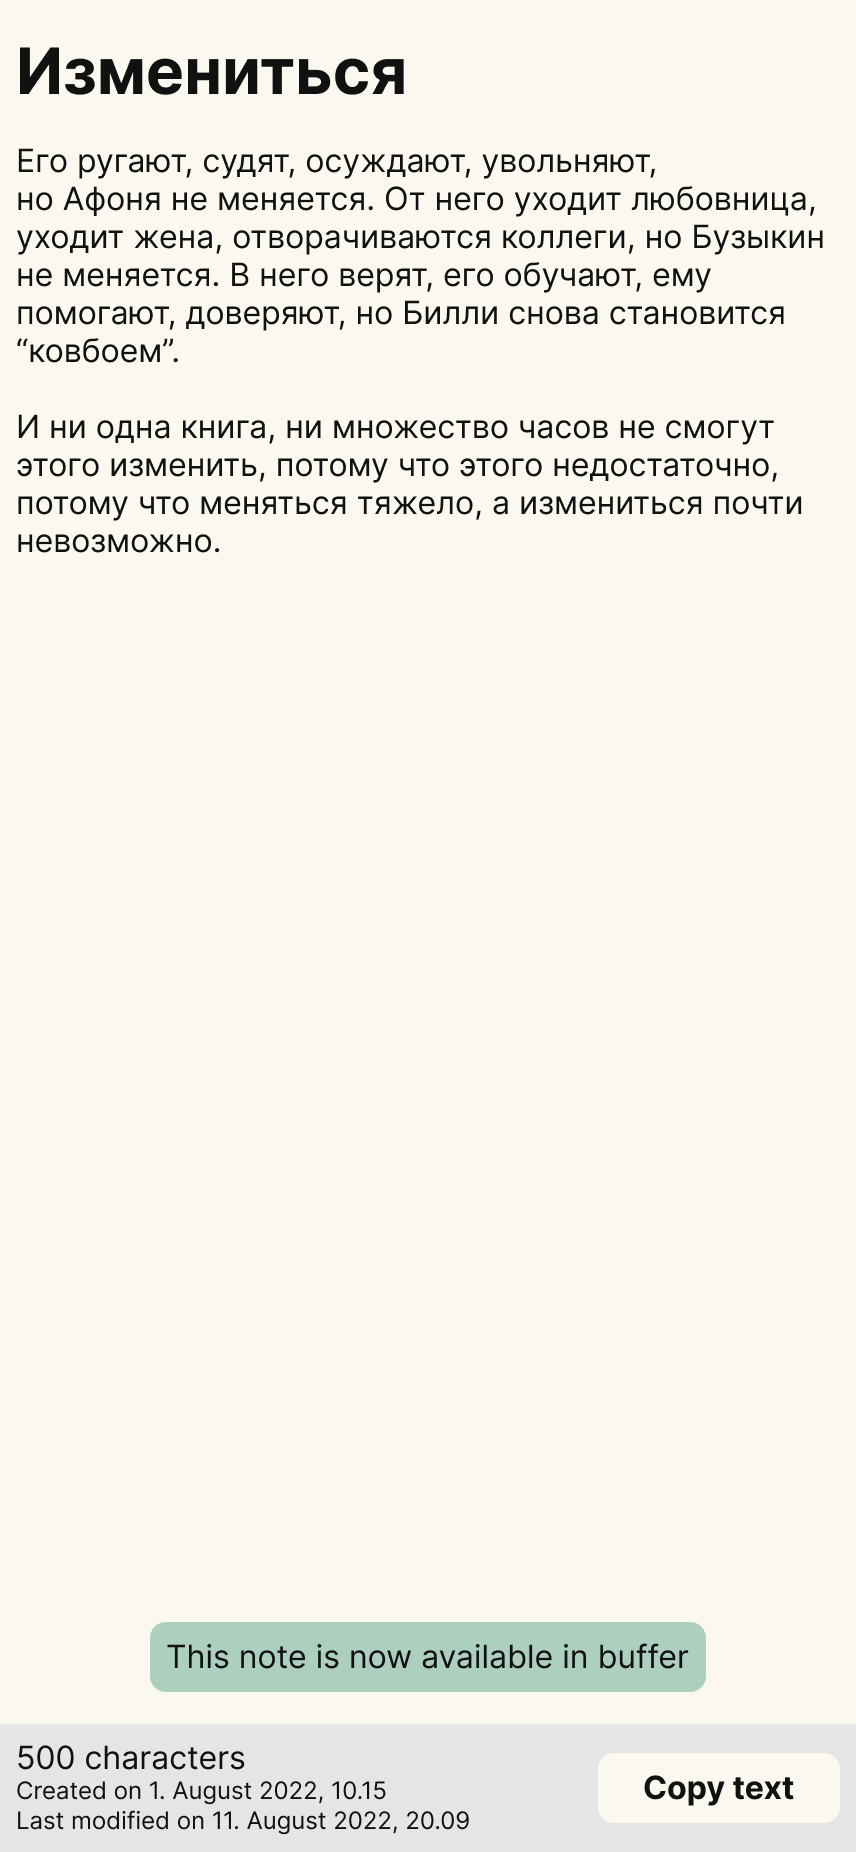 Измениться
Его ругают, судят, осуждают, увольняют,
но Афоня не меняется. От него уходит любовница,
уходит жена, отворачиваются коллеги, но Бузыкин
не меняется. В него верят, его обучают, ему
помогают, доверяют, но Билли снова становится
“ковбоем”.
И ни одна книга, ни множество часов не смогут
этого изменить, потому что этого недостаточно,
потому что меняться тяжело, а измениться почти
невозможно.
This note is now available in buffer
500 characters
Created on 1. August 2022, 10.15
Last modified on 11. August 2022, 20.09
Copy text